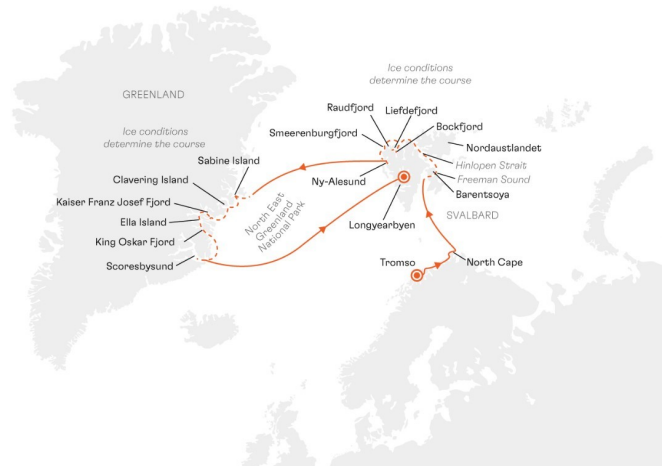 Ice conditions
determine the course
GREENLAND
Raudfjord
Liefdefjord
Bockfjord
Smeerenburgfjord
Ice conditions
determine the course
Nordaustlandet
Sabine Island
Hinlopen Strait
Clavering Island
Ny-Alesund
Freeman Sound
Barentsoya
Kaiser Franz Josef Fjord
North East
Greenland
National Park
SVALBARD
Ella Island
Longyearbyen
King Oskar Fjord
Scoresbysund
Tromso
North Cape